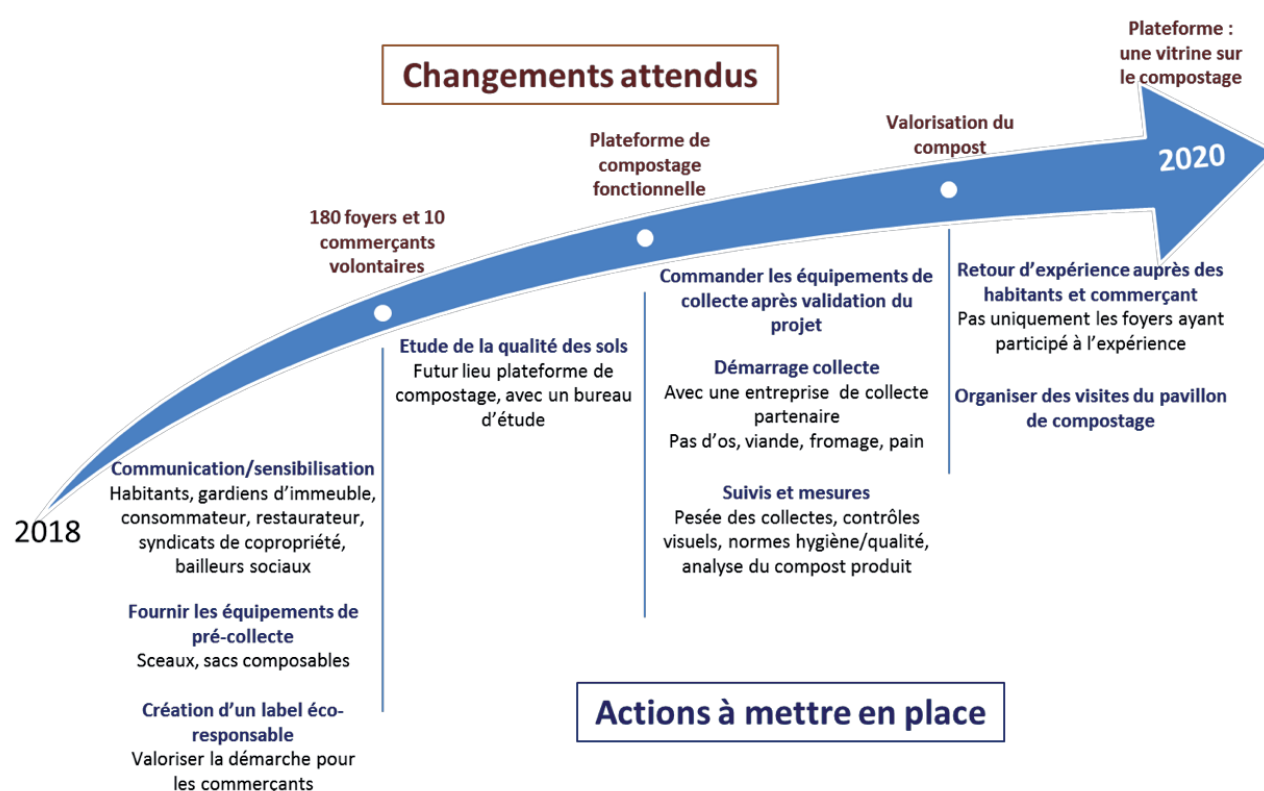 Changements attendus
Plateforme :
une vitrine sur
le compostage
2020
Valorisation du
compost
Plateforme de
compostage
fonctionnelle
180 foyers et 10
commerçants
volontaires
2018
Communication/sensibilisation
Habitants, gardiens d'immeuble,
consommateur, restaurateur,
syndicats de copropriété,
bailleurs sociaux
Fournir les équipements de
pré-collecte
Sceaux, sacs composables
Création d'un label éco-
responsable
Valoriser la démarche pour
les commerçants
Etude de la qualité des sols
Futur lieu plateforme de
compostage, avec un bureau
d'étude
Commander les équipements de
collecte après validation du
projet
Démarrage collecte
Avec une entreprise de collecte
partenaire
Pas d'os, viande, fromage, pain
Suivis et mesures
Pesée des collectes, contrôles
visuels, normes hygiène/qualité,
analyse du compost produit
Retour d'expérience auprès des
habitants et commerçant
Pas uniquement les foyers ayant
participé à l'expérience
Organiser des visites du pavillon
de compostage
Actions à mettre en place